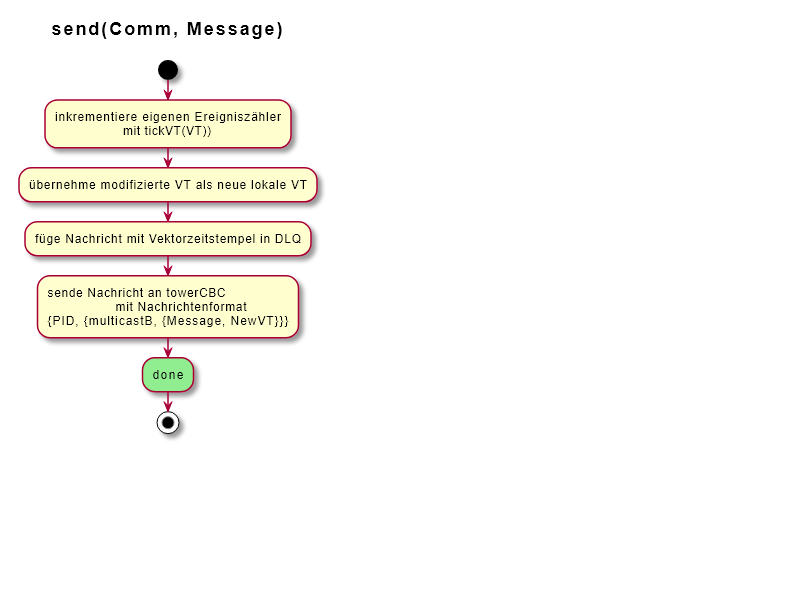 send(Comm, Message)
inkrementiere eigenen Ereigniszähler
mit tickVT(VT))
übernehme modifizierte VT als neue lokale VT
füge Nachricht mit Vektorzeitstempel in DLQ
sende Nachricht an towerCBC
mit Nachrichtenformat
{PID, {multicastB, {Message, NewVT}}}
done